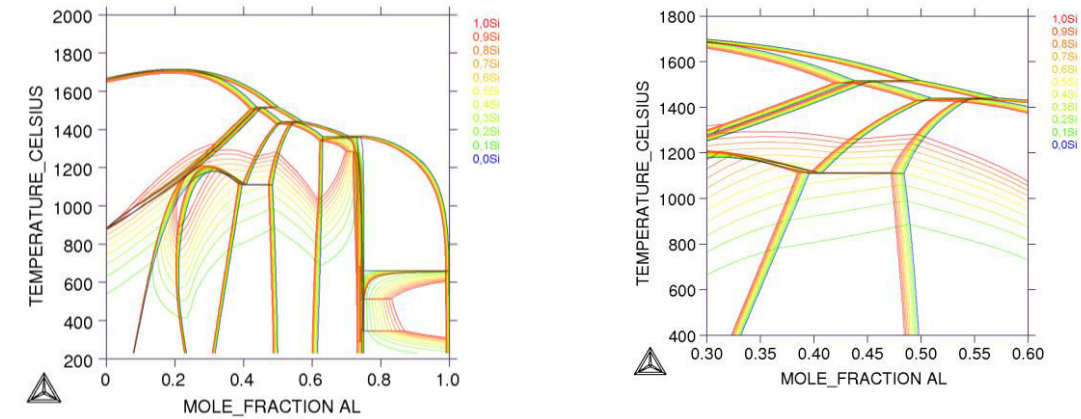 2000
1800
1600
1400
1200
1000
800
600
400
200
TEMPERATURE_CELSIUS
0
0.2
0.4
0.6
0.8
1.0
MOLE_FRACTION AL
1,0Si
0,9Si
0,8Si
0,7Si
0,6Si
0,5Si
0,4Si
0,3Si
0,2Si
0,1Si
0,0Si
1800
1600
1400
1200
1000
800
600
400
TEMPERATURE_CELSIUS
0.30
0.35
0.40
0.45
0.50
0.55
0.60
MOLE_FRACTION AL
1,0Si
0,9Si
0,8Si
0,7Si
0,6Si
0,5Si
0,4Si
0,3Si
0,2Si
0,1Si
0,0Si